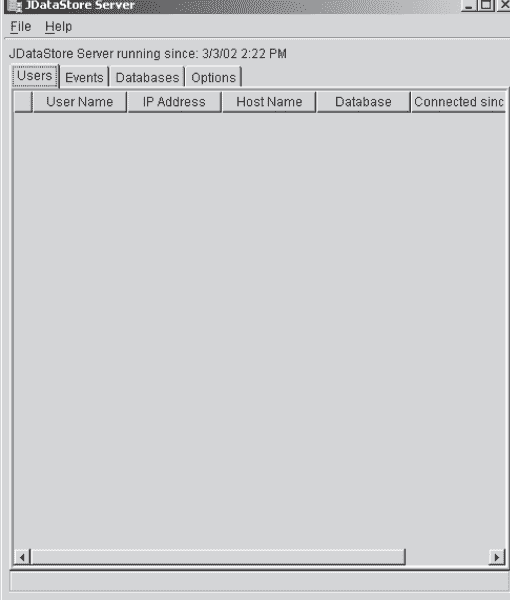 JDataStore Server
File Help
JDataStore Server running since: 3/3/02 2:22 PM
Users Events Databases Options
User Name IP Address Host Name Database Connected sinc